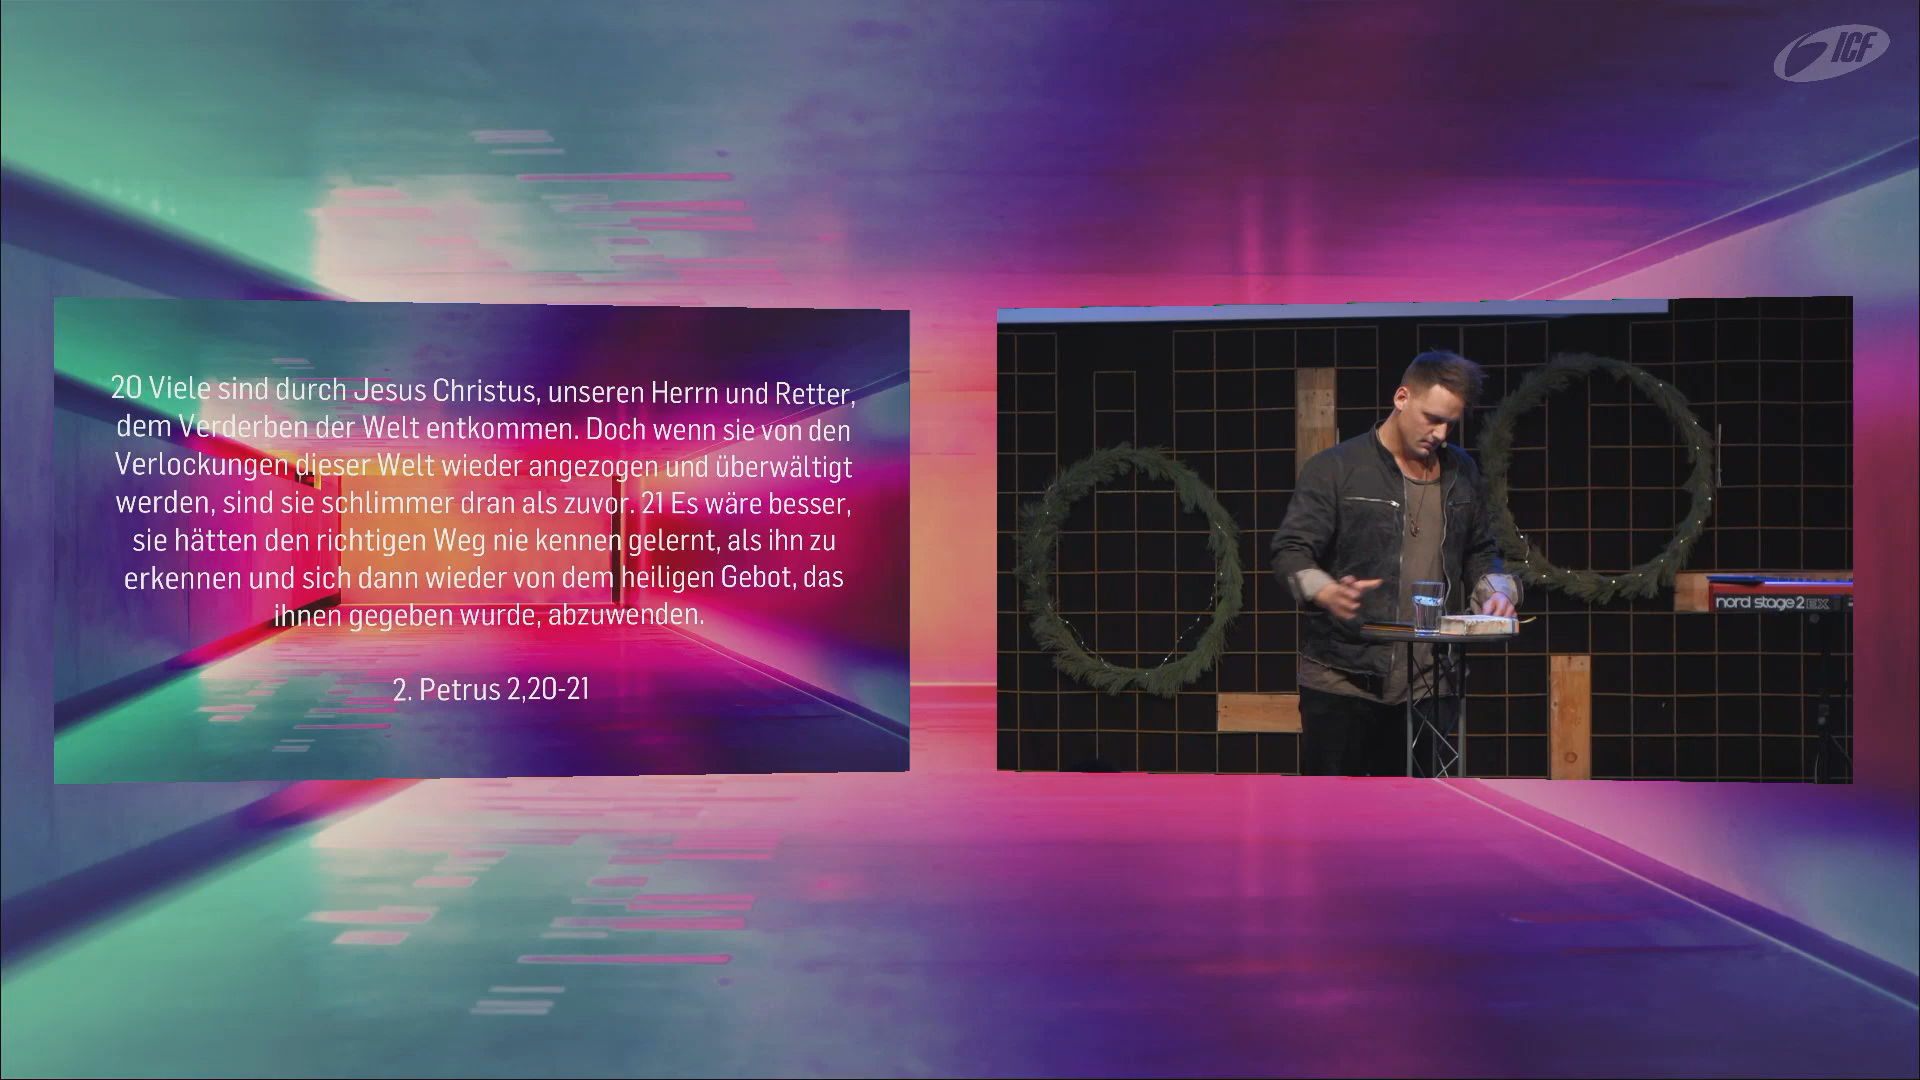 ICF
20 Viele sind durch Jesus Christus, unseren Herrn und Retter,
dem Verderben der Welt entkommen. Doch wenn sie von den
Verlockungen dieser Welt wieder angezogen und überwältigt
werden, sind sie schlimmer dran als zuvor. 21 Es wäre besser,
sie hätten den richtigen Weg nie kennen gelernt, als ihn zu
erkennen und sich dann wieder von dem heiligen Gebot, das
ihnen gegeben wurde, abzuwenden.
2. Petrus 2,20-21
nord stage 2 EX